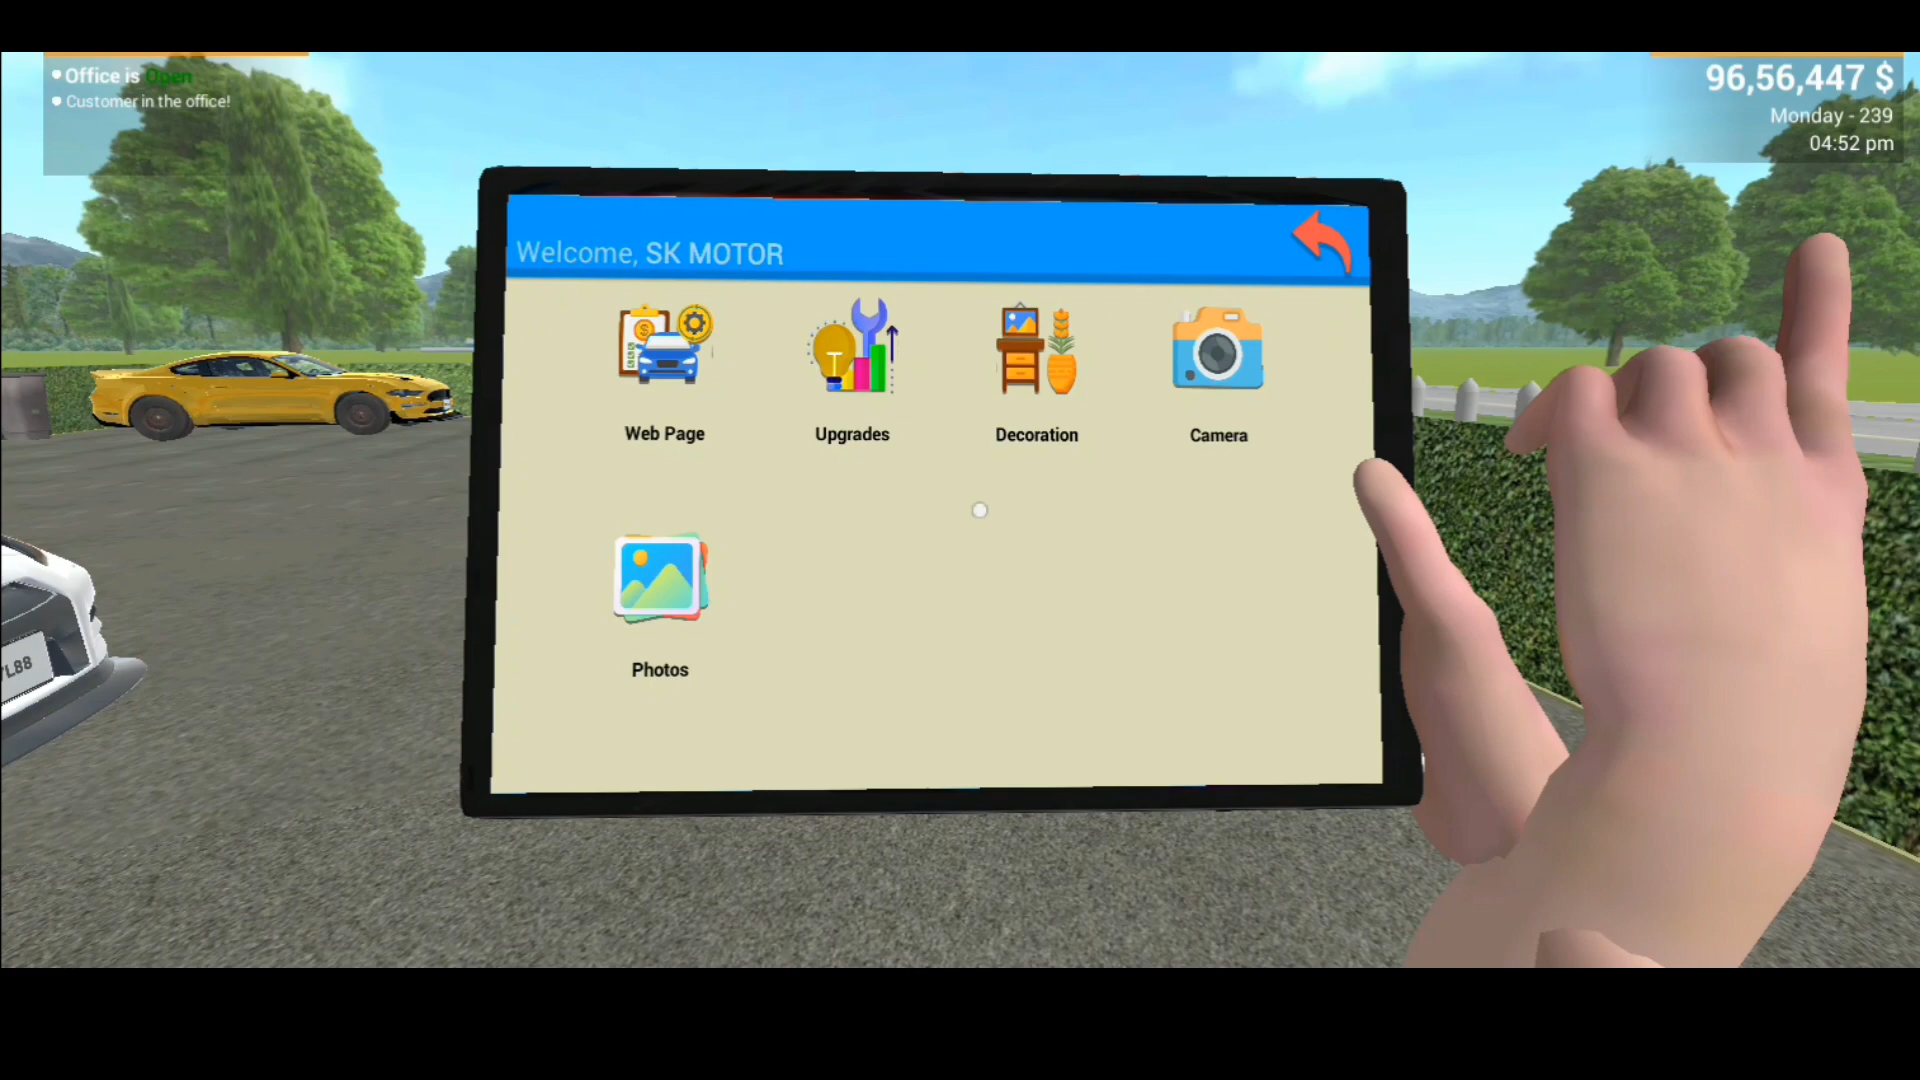 Office is Open
Customer in the office!
96,56,447 $
Monday - 239
04:52 pm
Welcome, SK MOTOR
Web Page
Upgrades
Decoration
Camera
Photos